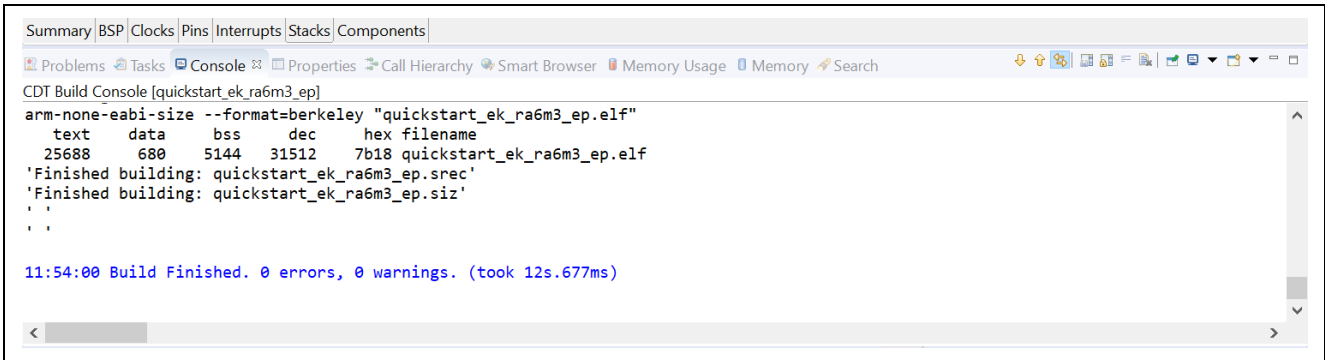 Summary BSP Clocks Pins Interrupts Stacks Components
Problems Tasks Console Properties Call Hierarchy Smart Browser Memory Usage Memory Search
CDT Build Console [quickstart_ek_ra6m3_ep]
arm-none-eabi-size --format=berkeley "quickstart_ek_ra6m3_ep.elf"
   text    data     bss     dec     hex filename
  25688     680    5144   31512    7b18 quickstart_ek_ra6m3_ep.elf
'Finished building: quickstart_ek_ra6m3_ep.srec'
'Finished building: quickstart_ek_ra6m3_ep.siz'
' '
' '
11:54:00 Build Finished. 0 errors, 0 warnings. (took 12s.677ms)